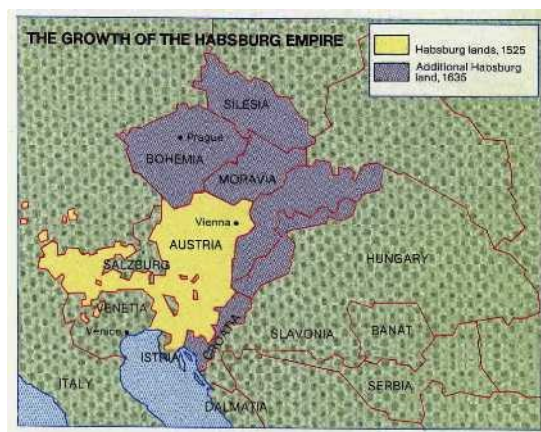 THE GROWTH OF THE HABSBURG EMPIRE
Habsburg lands, 1525
Additional Habsburg
land, 1635
SILESIA
Prague
BOHEMIA
MORAVIA
Vienna
AUSTRIA
SALZBURG
HUNGARY
VENETIA
Venice
CROATIA
SLAVONIA
BANAT
ISTRIA
ITALY
SERBIA
DALMATIA